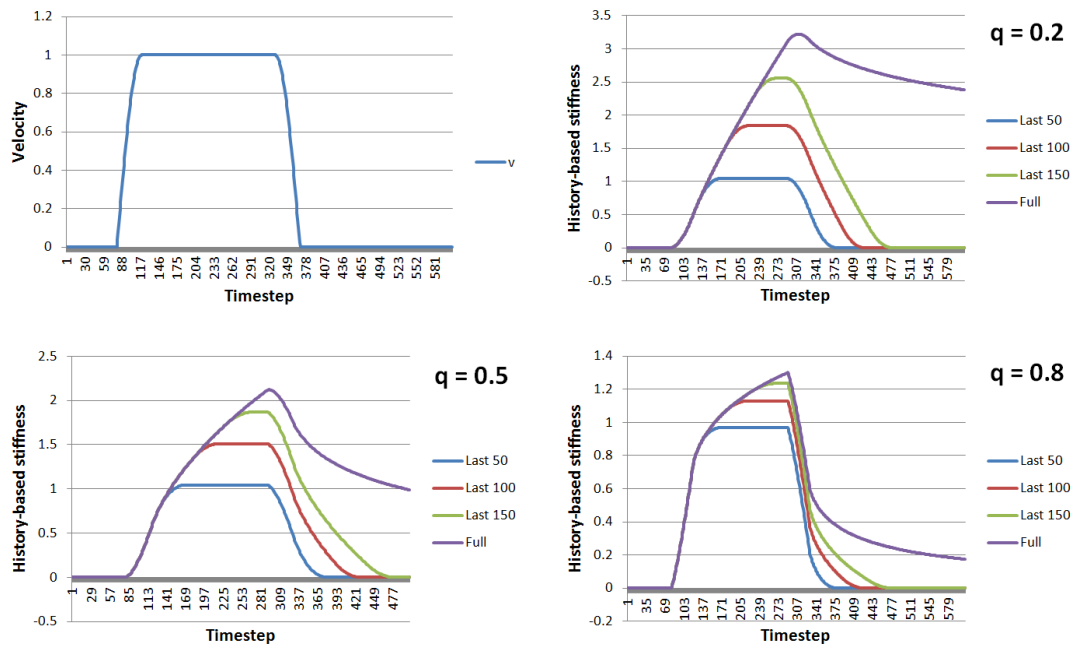 1.2
1
0.8
0.6
0.4
0.2
0
Velocity
1 30 59 88 117 146 175 204 233 262 291 320 349 378 407 436 465 494 523 552 581
Timestep
v
q = 0.2
3.5
3
2.5
2
1.5
1
0.5
0
-0.5
History-based stiffness
1 35 69 103 137 171 205 239 273 307 341 375 409 443 477 511 545 579
Timestep
Last 50
Last 100
Last 150
Full
q = 0.5
2.5
2
1.5
1
0.5
0
-0.5
History-based stiffness
1 29 57 85 113 141 169 197 225 253 281 309 337 365 393 421 449 477
Timestep
Last 50
Last 100
Last 150
Full
q = 0.8
1.4
1.2
1
0.8
0.6
0.4
0.2
0
-0.2
History-based stiffness
1 35 69 103 137 171 205 239 273 307 341 375 409 443 477 511 545 579
Timestep
Last 50
Last 100
Last 150
Full